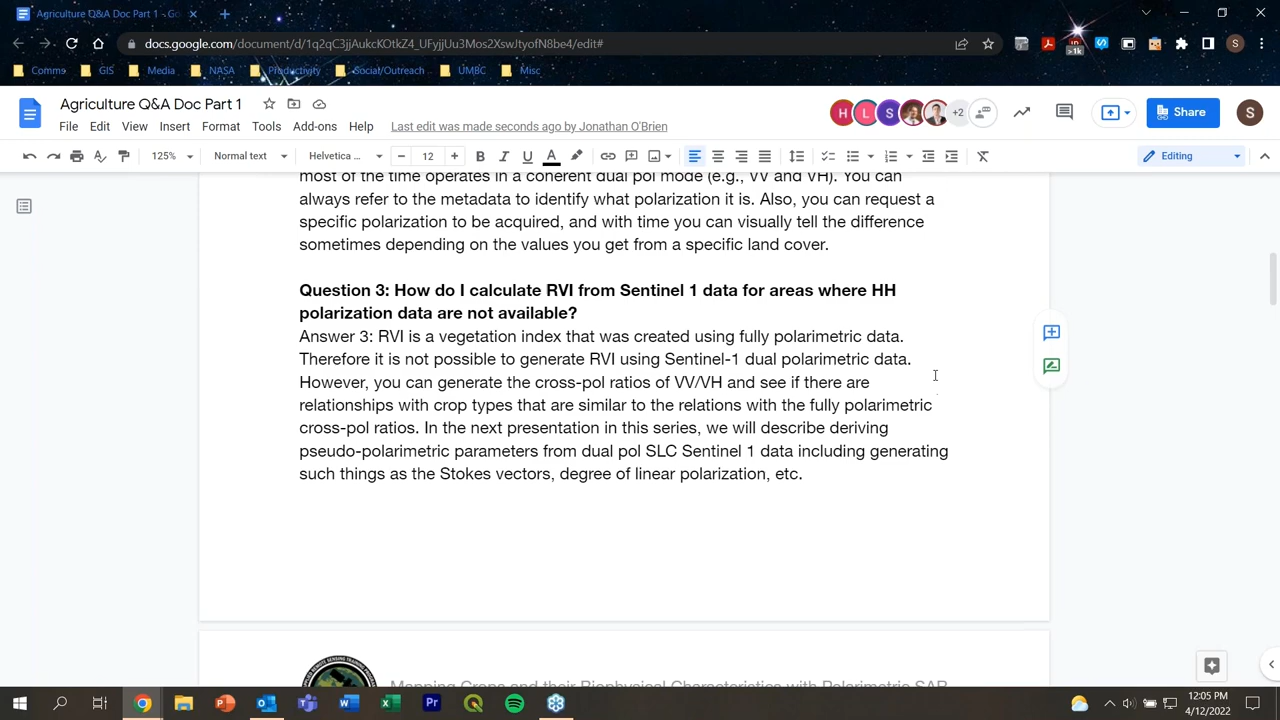 Agriculture Q&A Doc Part 1 - Go
docs.google.com/document/d/1q2qC3jjAukcKOtkZ4_UFyjjUu3Mos2XswJtyofN8be4/edit#
>1k
S
Comms GIS Media NASA Productivity Social/Outreach UMBC Misc
Agriculture Q&A Doc Part 1
H L S +2 Share S
File Edit View Insert Format Tools Add-ons Help Last edit was made seconds ago by Jonathan O'Brien
125% Normal text Helvetica ... 12 B I U A Editing
most of the time operates in a coherent dual pol mode (e.g., VV and VH). You can
always refer to the metadata to identify what polarization it is. Also, you can request a
specific polarization to be acquired, and with time you can visually tell the difference
sometimes depending on the values you get from a specific land cover.
Question 3: How do I calculate RVI from Sentinel 1 data for areas where HH
polarization data are not available?
Answer 3: RVI is a vegetation index that was created using fully polarimetric data.
Therefore it is not possible to generate RVI using Sentinel-1 dual polarimetric data.
However, you can generate the cross-pol ratios of VV/VH and see if there are
relationships with crop types that are similar to the relations with the fully polarimetric
cross-pol ratios. In the next presentation in this series, we will describe deriving
pseudo-polarimetric parameters from dual pol SLC Sentinel 1 data including generating
such things as the Stokes vectors, degree of linear polarization, etc.
Mapping Crops and their Biophysical Characteristics with Polarimetric SAR
12:05 PM
4/12/2022